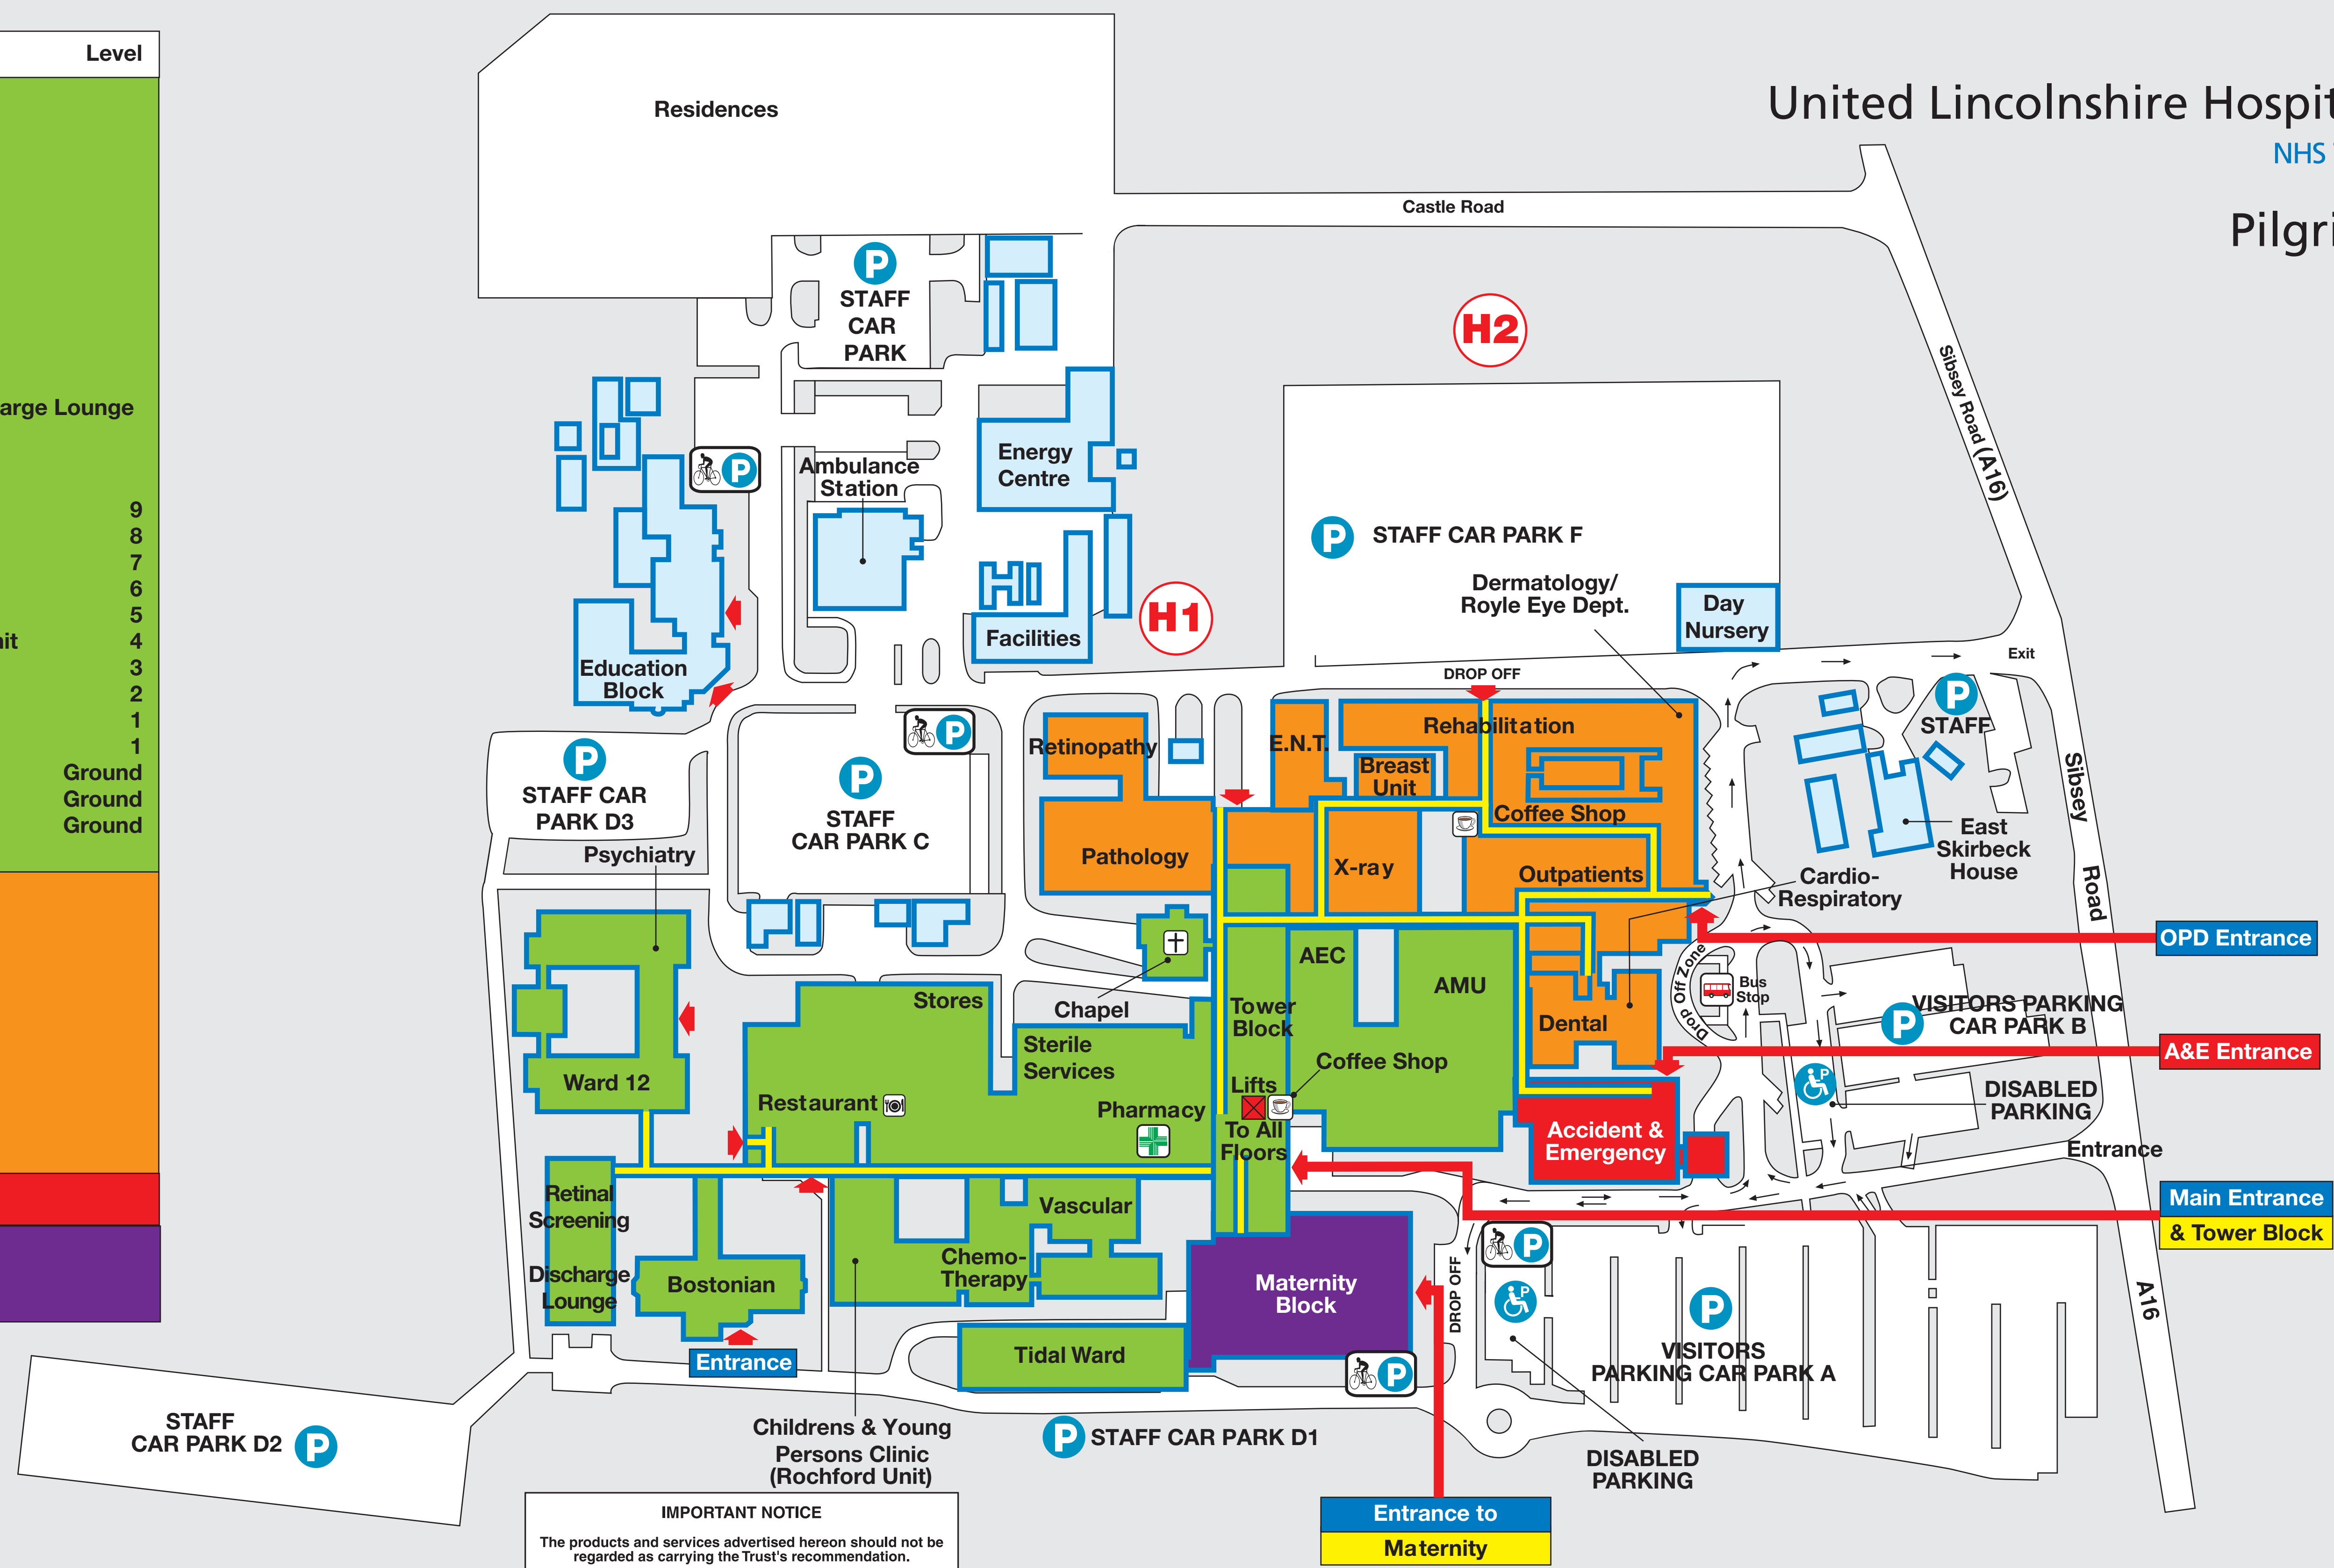 Level
arge Lounge
9
8
7
6
5
nit 4
3
2
1
1
Ground
Ground
Ground
United Lincolnshire Hospit
NHS
Pilgri
Residences
Castle Road
P
STAFF
CAR
PARK
H2
Sibsey Road (A16)
Energy
Centre
P
Ambulance
Station
P
STAFF CAR PARK F
Dermatology/
Royle Eye Dept.
Day
Nursery
H1
Facilities
Education
Block
DROP OFF
Exit
P
STAFF
P
Retinopathy
E.N.T.
Rehabilitation
Breast
Unit
Coffee Shop
P
STAFF CAR
PARK D3
P
STAFF
CAR PARK C
Psychiatry
Pathology
X-ray
Outpatients
Cardio-
Respiratory
East
Skirbeck
House
Sibsey
Road
OPD Entrance
AEC
AMU
Chapel
Stores
Tower
Block
Drop Off Zone
Bus
Stop
P
VISITORS PARKING
CAR PARK B
Dental
Sterile
Services
Coffee Shop
A&E Entrance
Ward 12
Restaurant
Pharmacy
Lifts
To All
Floors
P
DISABLED
PARKING
Accident &
Emergency
Entrance
Retinal
Screening
Vascular
Main Entrance
& Tower Block
Discharge
Lounge
Bostonian
Chemo-
Therapy
Maternity
Block
DROP OFF
P
P
P
VISITORS
PARKING CAR PARK A
A16
Entrance
Tidal Ward
P
STAFF
CAR PARK D2
P
Childrens & Young
Persons Clinic
(Rochford Unit)
P
STAFF CAR PARK D1
DISABLED
PARKING
Entrance to
Maternity
IMPORTANT NOTICE
The products and services advertised hereon should not be
regarded as carrying the Trust's recommendation.